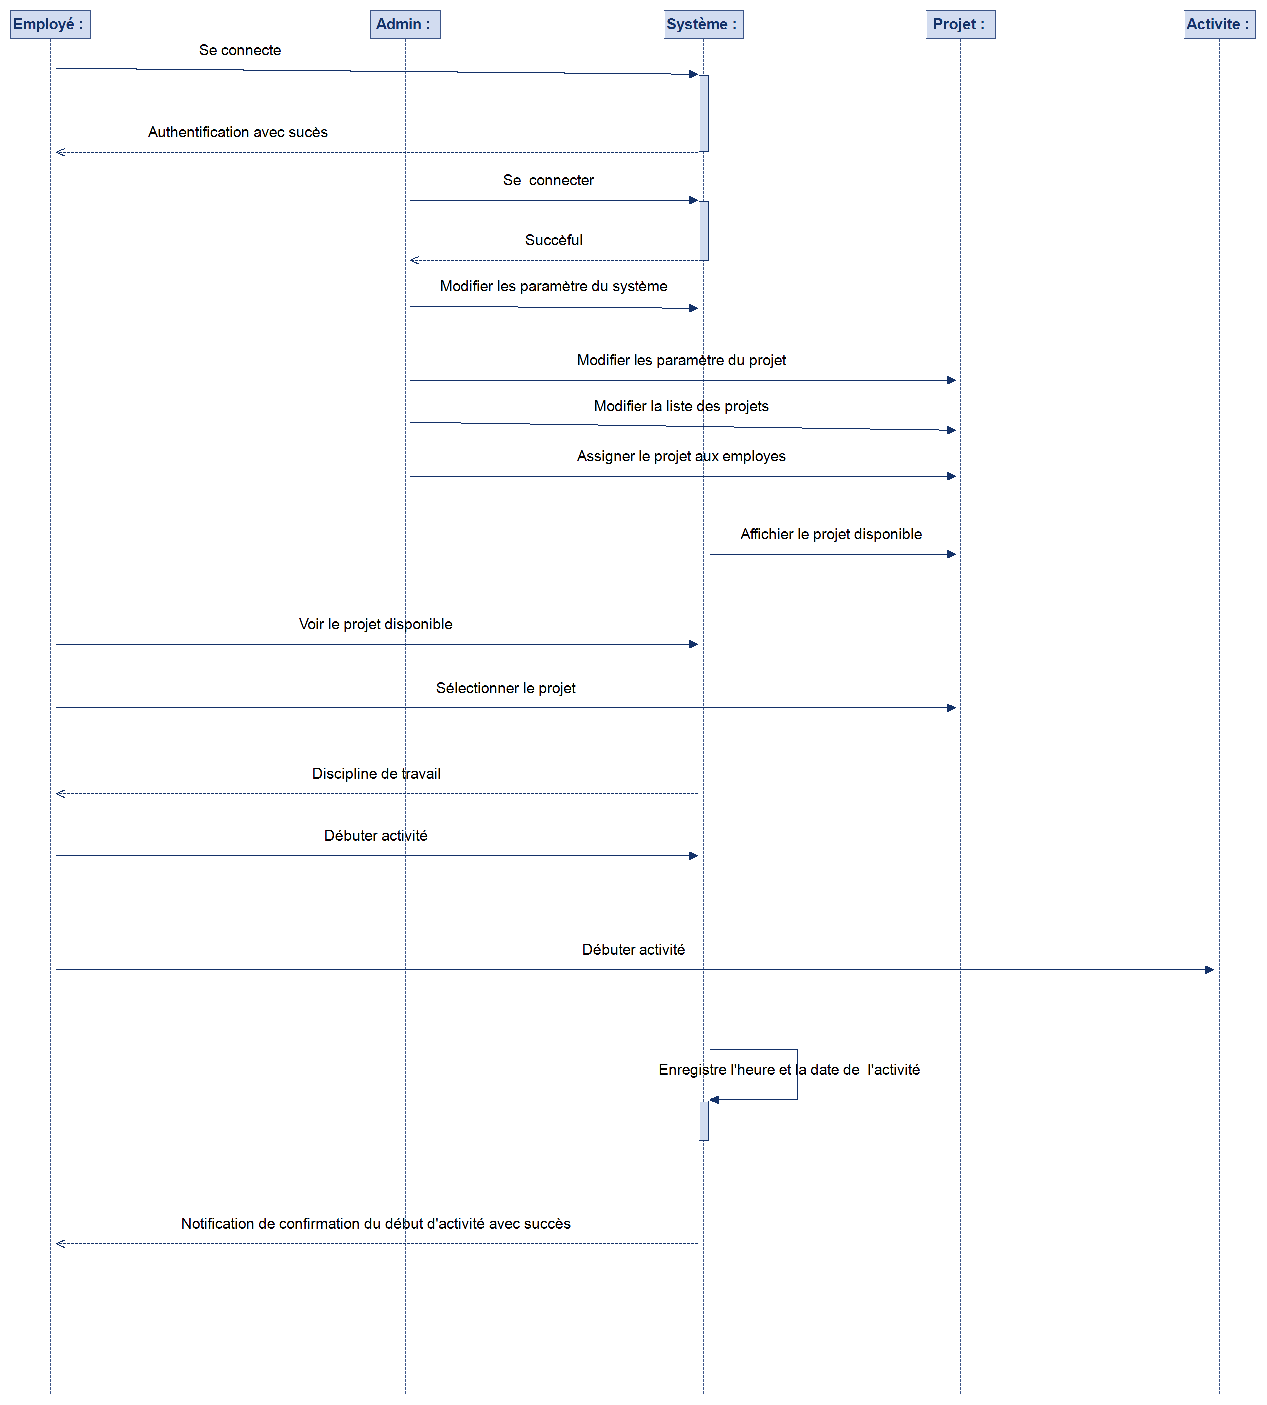 Employé :
Admin :
Système :
Projet :
Activite :
Se connecte
Authentification avec sucès
Se  connecter
Succèful
Modifier les paramètre du système
Modifier les paramètre du projet
Modifier la liste des projets
Assigner le projet aux employes
Affichier le projet disponible
Voir le projet disponible
Sélectionner le projet
Discipline de travail
Débuter activité
Débuter activité
Enregistre l'heure et la date de  l'activité
Notification de confirmation du début d'activité avec succès